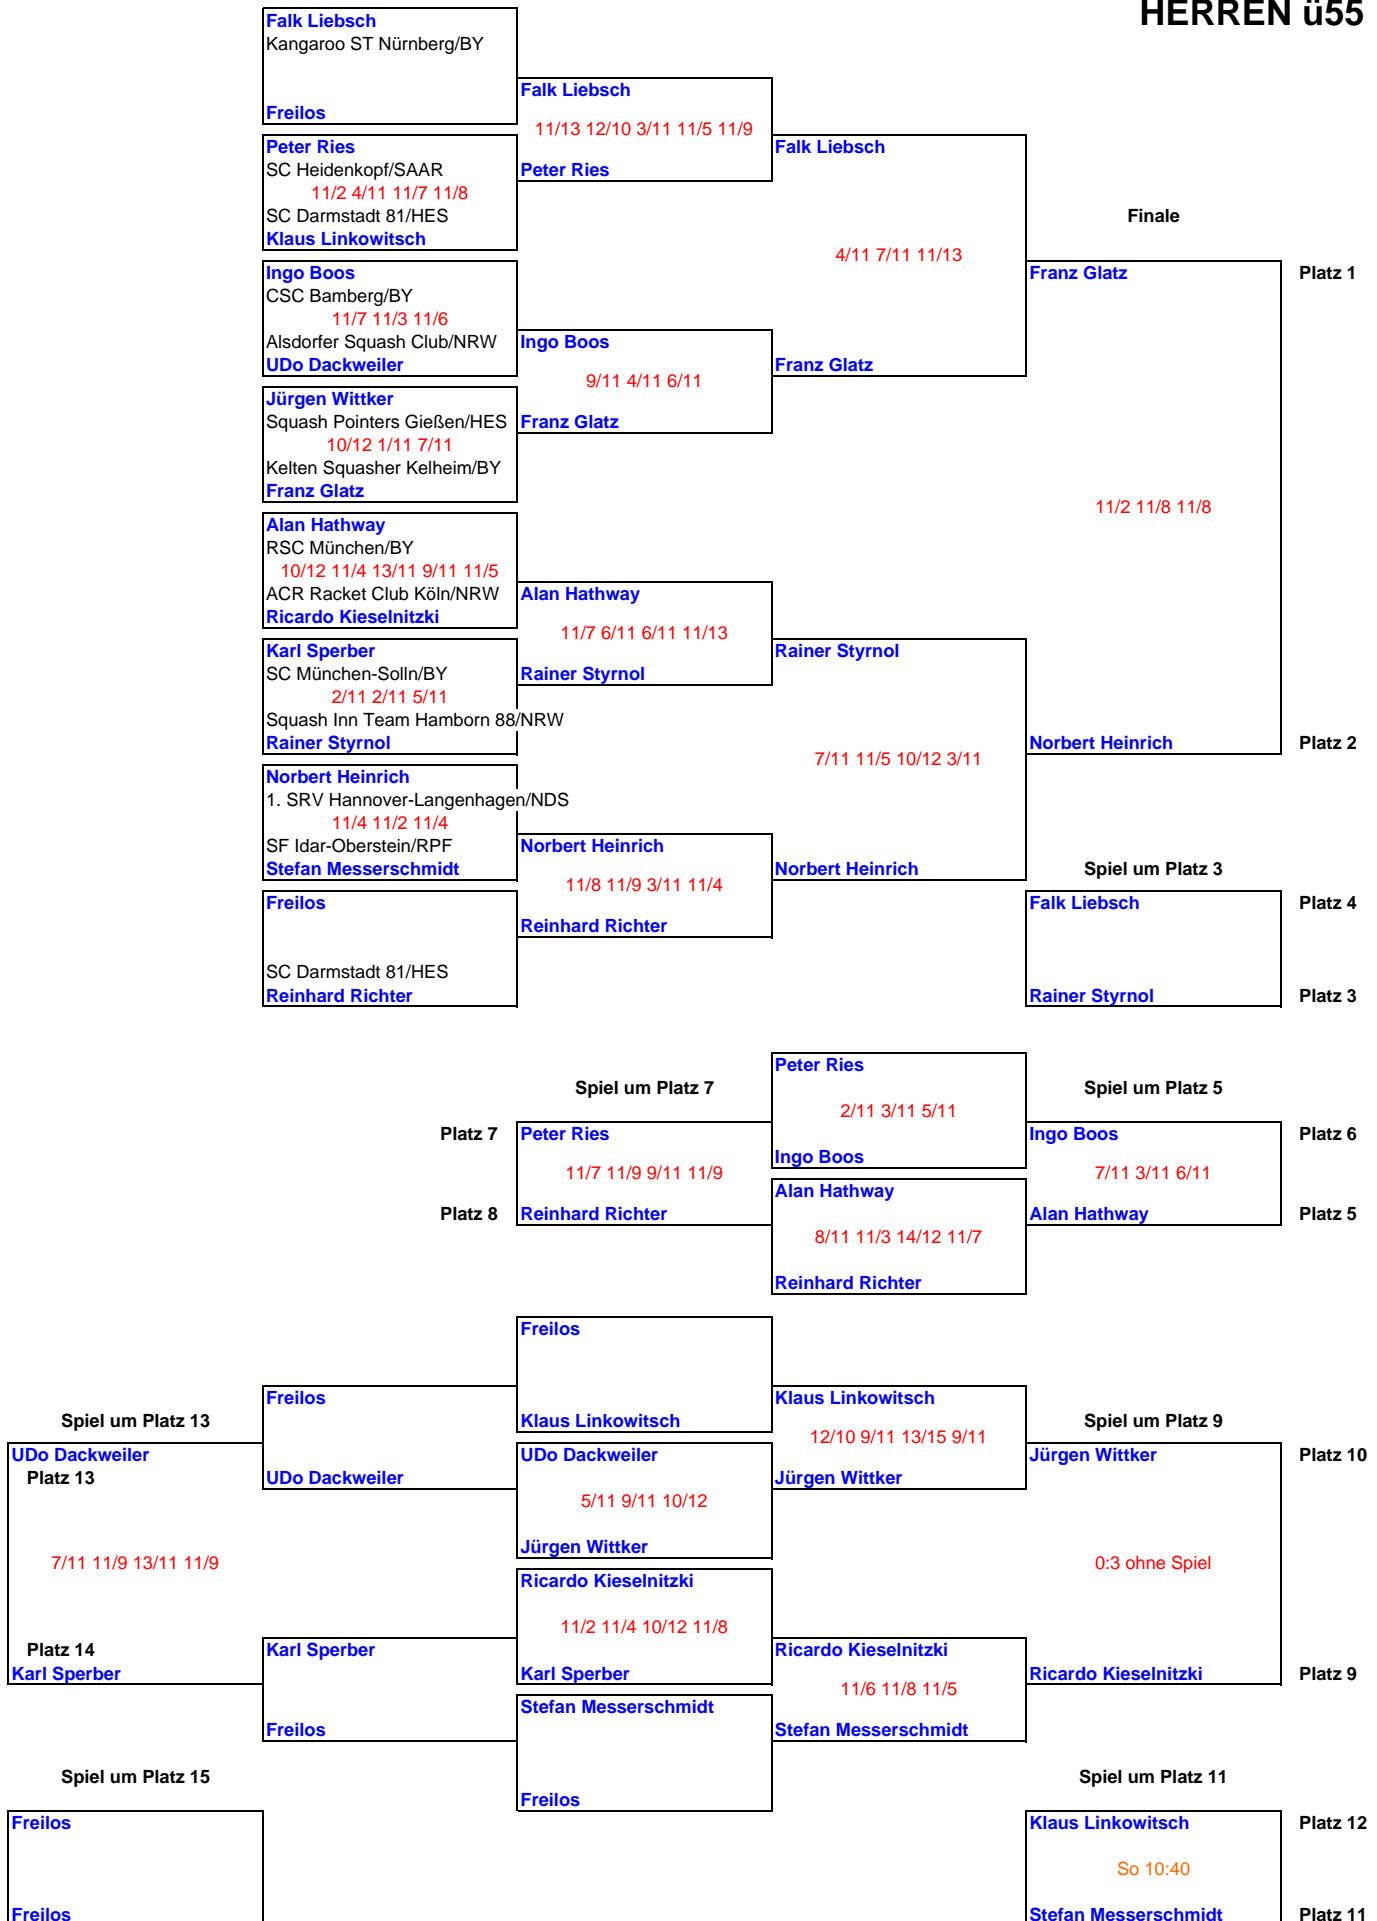 HERREN ü55
Falk Liebsch
Kangaroo ST Nürnberg/BY
Freilos
Peter Ries
SC Heidenkopf/SAAR
11/2 4/11 11/7 11/8
SC Darmstadt 81/HES
Klaus Linkowitsch
Ingo Boos
CSC Bamberg/BY
11/7 11/3 11/6
Alsdorfer Squash Club/NRW
UDo Dackweiler
Jürgen Wittker
Squash Pointers Gießen/HES
10/12 1/11 7/11
Kelten Squasher Kelheim/BY
Franz Glatz
Alan Hathway
RSC München/BY
10/12 11/4 13/11 9/11 11/5
ACR Racket Club Köln/NRW
Ricardo Kieselnitzki
Karl Sperber
SC München-Solln/BY
2/11 2/11 5/11
Squash Inn Team Hamborn 88/NRW
Rainer Styrnol
Norbert Heinrich
1. SRV Hannover-Langenhagen/NDS
11/4 11/2 11/4
SF Idar-Oberstein/RPF
Stefan Messerschmidt
Freilos
SC Darmstadt 81/HES
Reinhard Richter
Falk Liebsch
11/13 12/10 3/11 11/5 11/9
Peter Ries
Ingo Boos
9/11 4/11 6/11
Franz Glatz
Alan Hathway
11/7 6/11 6/11 11/13
Rainer Styrnol
Norbert Heinrich
11/8 11/9 3/11 11/4
Reinhard Richter
Falk Liebsch
4/11 7/11 11/13
Franz Glatz
Rainer Styrnol
7/11 11/5 10/12 3/11
Norbert Heinrich
Finale
Franz Glatz Platz 1
11/2 11/8 11/8
Norbert Heinrich Platz 2
Spiel um Platz 3
Falk Liebsch Platz 4
Rainer Styrnol Platz 3
Peter Ries
2/11 3/11 5/11
Ingo Boos
Alan Hathway
8/11 11/3 14/12 11/7
Reinhard Richter
Spiel um Platz 7
Platz 7 Peter Ries
11/7 11/9 9/11 11/9
Platz 8 Reinhard Richter
Spiel um Platz 5
Ingo Boos Platz 6
7/11 3/11 6/11
Alan Hathway Platz 5
Freilos
Klaus Linkowitsch
UDo Dackweiler
5/11 9/11 10/12
Jürgen Wittker
Ricardo Kieselnitzki
11/2 11/4 10/12 11/8
Karl Sperber
Stefan Messerschmidt
Freilos
Freilos
UDo Dackweiler
Karl Sperber
Freilos
Spiel um Platz 13
UDo Dackweiler
Platz 13
7/11 11/9 13/11 11/9
Platz 14
Karl Sperber
Klaus Linkowitsch
12/10 9/11 13/15 9/11
Jürgen Wittker
Ricardo Kieselnitzki
11/6 11/8 11/5
Stefan Messerschmidt
Spiel um Platz 9
Jürgen Wittker Platz 10
0:3 ohne Spiel
Ricardo Kieselnitzki Platz 9
Spiel um Platz 15
Freilos
Freilos
Spiel um Platz 11
Klaus Linkowitsch Platz 12
So 10:40
Stefan Messerschmidt Platz 11